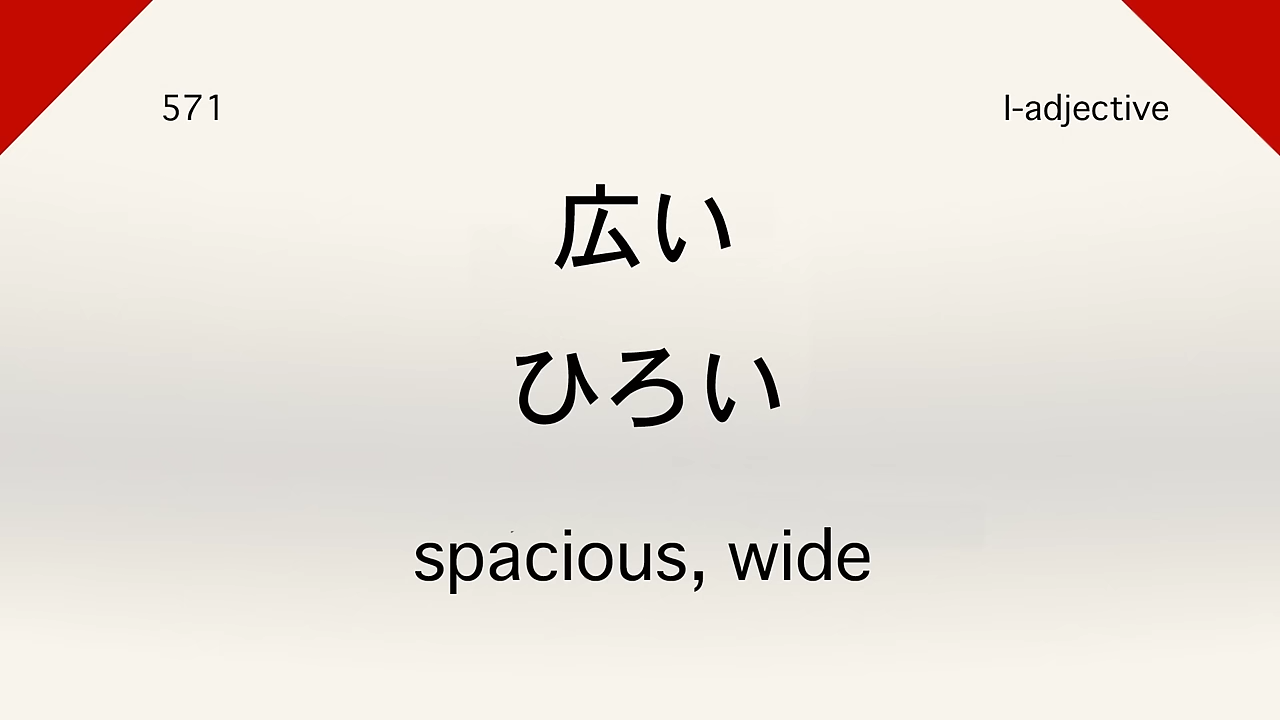 571
I-adjective
広い
ひろい
spacious, wide